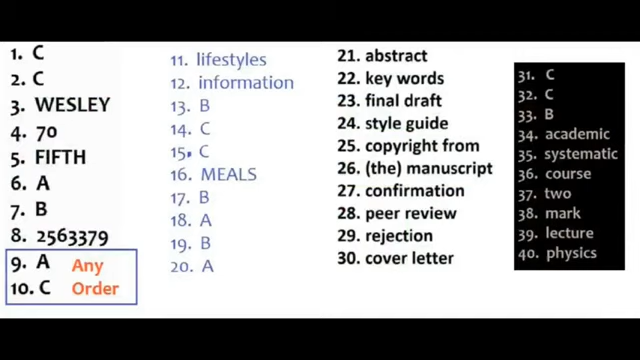 1. C
2. C
3. WESLEY
4. 70
5. FIFTH
6. A
7. B
8. 2563379
9. A Any
10. C Order
11. lifestyles
12. information
13. B
14. C
15. C
16. MEALS
17. B
18. A
19. B
20. A
21. abstract
22. key words
23. final draft
24. style guide
25. copyright from
26. (the) manuscript
27. confirmation
28. peer review
29. rejection
30. cover letter
31. C
32. C
33. B
34. academic
35. systematic
36. course
37. two
38. mark
39. lecture
40. physics